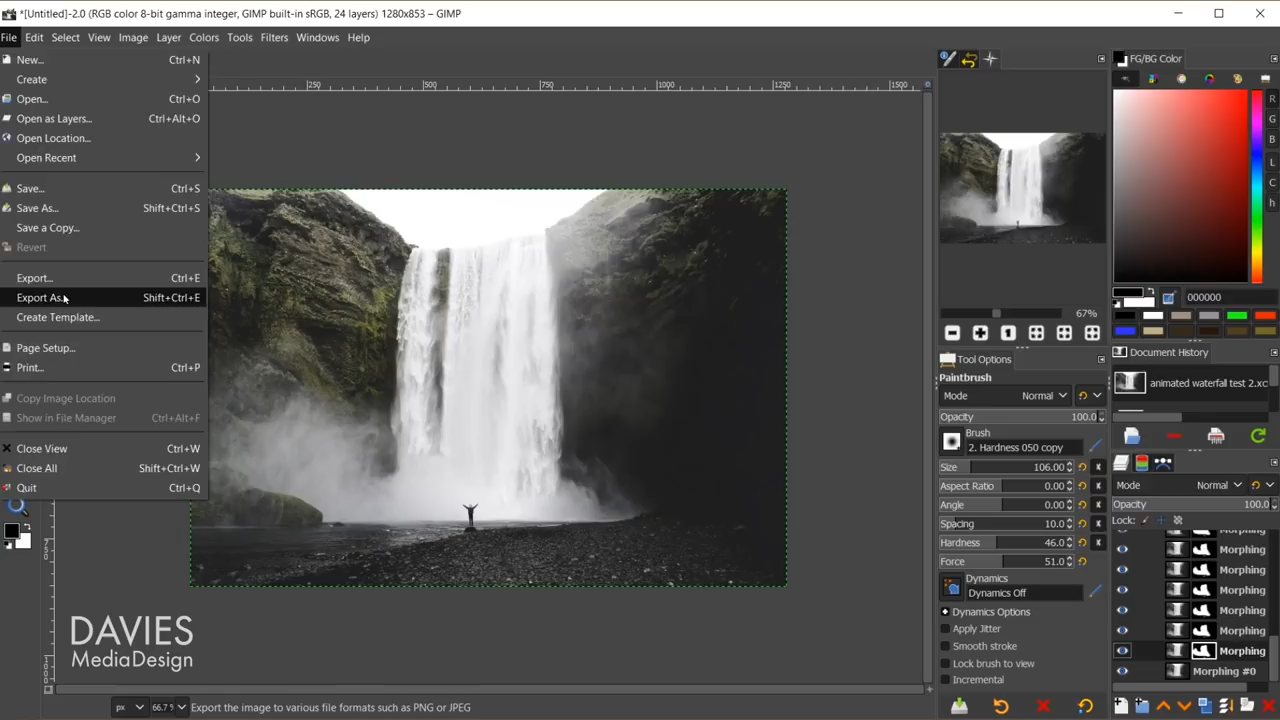 *[Untitled]-2.0 (RGB color 8-bit gamma integer, GIMP built-in sRGB, 24 layers) 1280x853 – GIMP
File Edit Select View Image Layer Colors Tools Filters Windows Help
New... Ctrl+N
Create
Open... Ctrl+O
Open as Layers... Ctrl+Alt+O
Open Location...
Open Recent
Save... Ctrl+S
Save As... Shift+Ctrl+S
Save a Copy...
Revert
Export... Ctrl+E
Export As... Shift+Ctrl+E
Create Template...
Page Setup...
Print... Ctrl+P
Copy Image Location
Show in File Manager Ctrl+Alt+F
Close View Ctrl+W
Close All Shift+Ctrl+W
Quit Ctrl+Q
250 500 750 1000 1250 1500
DAVIES
MediaDesign
px 66.7 Export the image to various file formats such as PNG or JPEG
67%
Tool Options
Paintbrush
Mode Normal
Opacity 100.0
Brush
2. Hardness 050 copy
Size 106.00
Aspect Ratio 0.00
Angle 0.00
Spacing 10.0
Hardness 46.0
Force 51.0
Dynamics
Dynamics Off
Dynamics Options
Apply Jitter
Smooth stroke
Lock brush to view
Incremental
FG/BG Color
R
G
B
L
C
h
000000
Document History
animated waterfall test 2.xc
Mode Normal
Opacity 100.0
Lock:
Morphing
Morphing
Morphing
Morphing
Morphing
Morphing
Morphing #0